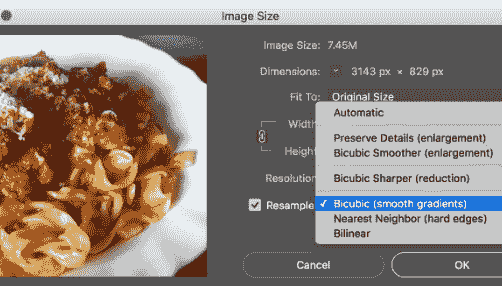 Image Size
Image Size: 7.45M
Dimensions: 3143 px × 829 px
Fit To: Original Size
Automatic
Width
Preserve Details (enlargement)
Bicubic Smoother (enlargement)
Height
Resolution
Bicubic Sharper (reduction)
Resample
Bicubic (smooth gradients)
Nearest Neighbor (hard edges)
Bilinear
Cancel
OK